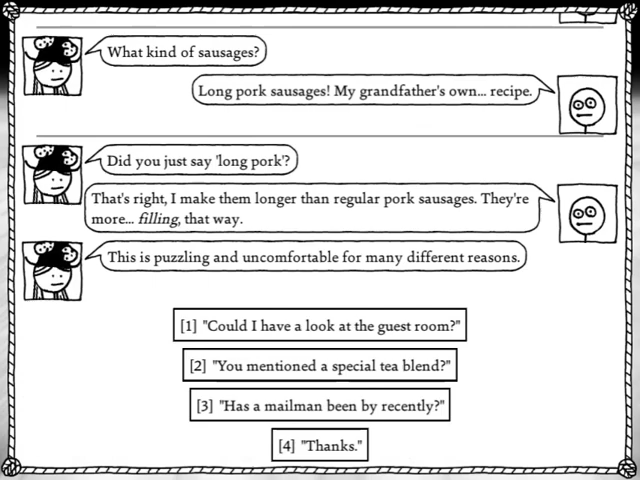 What kind of sausages?
Long pork sausages! My grandfather's own... recipe.
Did you just say 'long pork'?
That's right, I make them longer than regular pork sausages. They're
more... filling, that way.
This is puzzling and uncomfortable for many different reasons.
[1] "Could I have a look at the guest room?"
[2] "You mentioned a special tea blend?"
[3] "Has a mailman been by recently?"
[4] "Thanks."